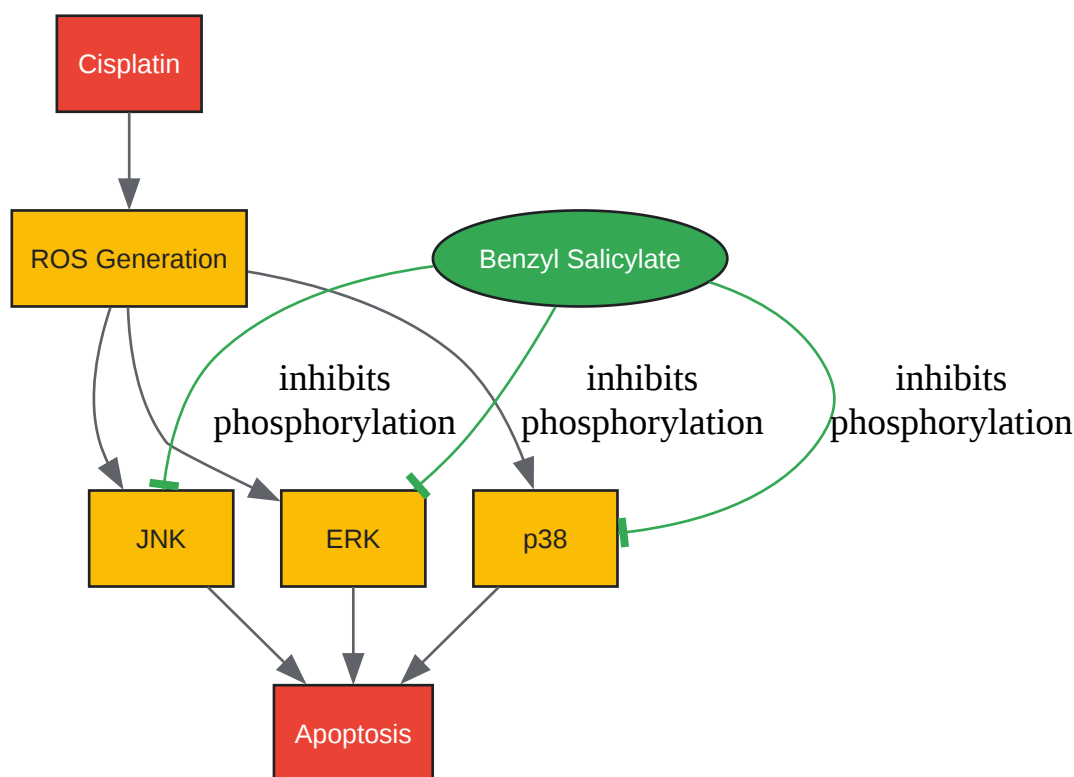 Cisplatin
ROS Generation
Benzyl Salicylate
inhibits
phosphorylation
inhibits
phosphorylation
inhibits
phosphorylation
JNK
ERK
p38
Apoptosis